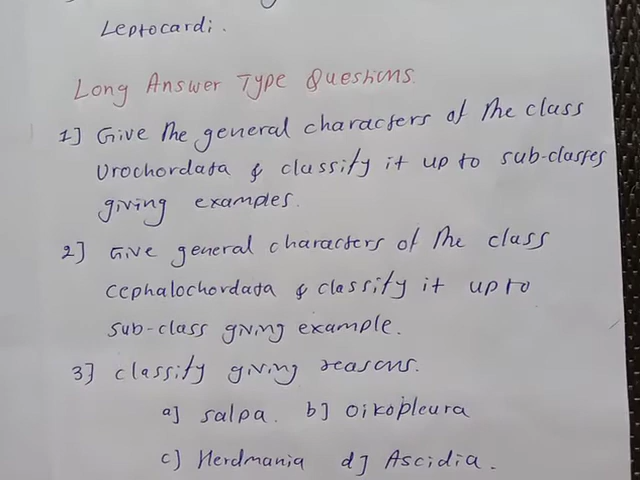 Leptocardi.
Long Answer Type Questions.
1] Give the general characters of the class
Urochordata & classify it up to sub-classes
giving examples.
2] Give general characters of the class
cephalochordata & classify it up to
sub-class giving example.
3] classify giving reasons.
a] salpa. b] Oikopleura
c] Herdmania d] Ascidia.